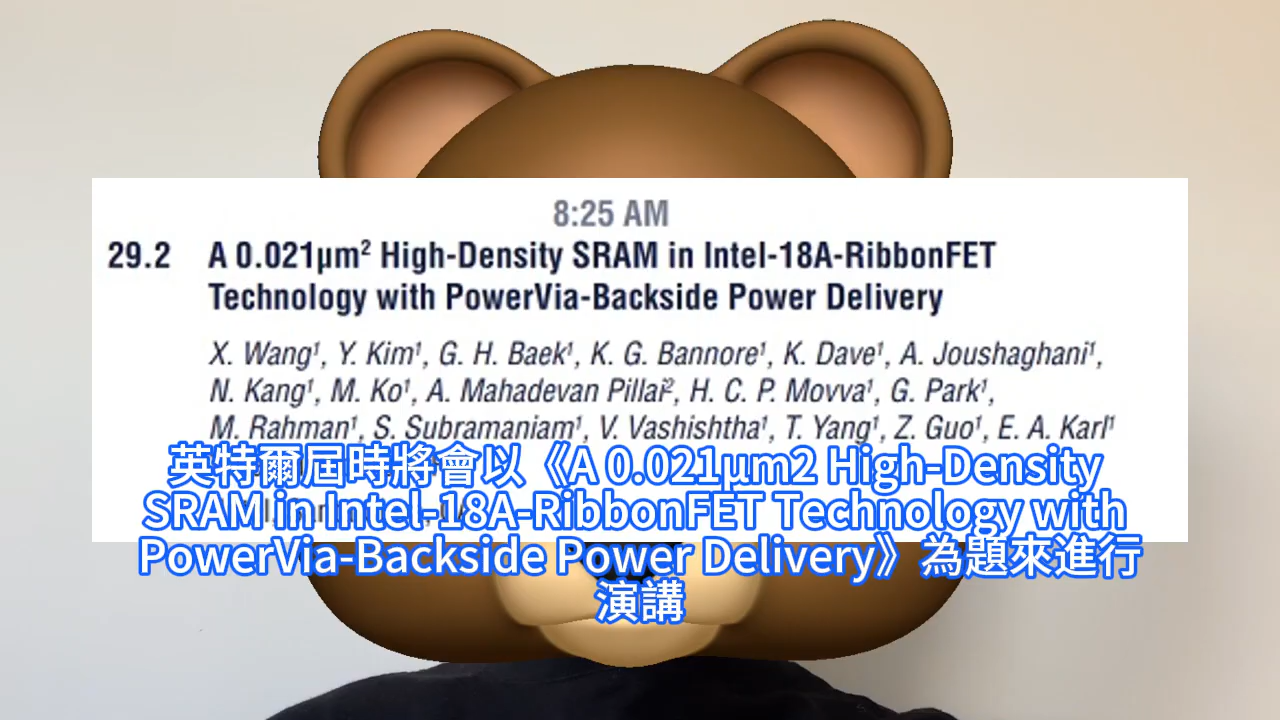 8:25 AM
29.2 A 0.021µm² High-Density SRAM in Intel-18A-RibbonFET
Technology with PowerVia-Backside Power Delivery
X. Wang¹, Y. Kim¹, G. H. Baek¹, K. G. Bannore¹, K. Dave¹, A. Joushaghani¹,
N. Kang¹, M. Ko¹, A. Mahadevan Pillai², H. C. P. Movva¹, G. Park¹,
M. Rahman¹, S. Subramaniam¹, V. Vashishtha¹, T. Yang¹, Z. Guo¹, E. A. Karl¹
英特爾屆時將會以《A 0.021µm2 High-Density
SRAM in Intel-18A-RibbonFET Technology with
PowerVia-Backside Power Delivery》為題來進行
演講